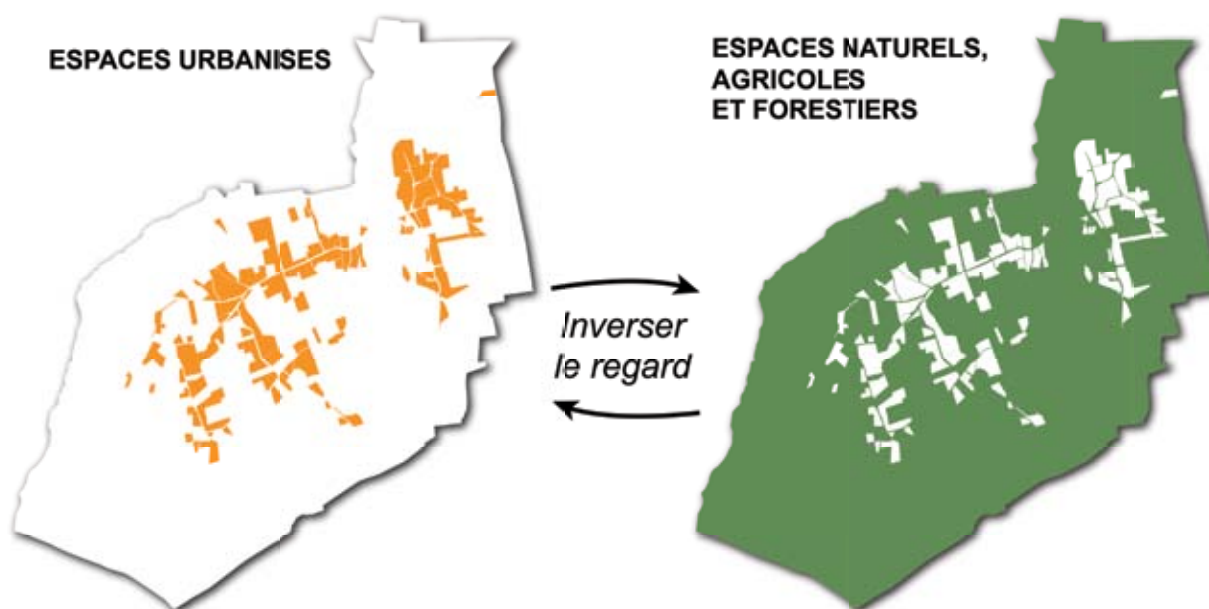 ESPACES URBANISES
ESPACES NATURELS,
AGRICOLES
ET FORESTIERS
Inverser
le regard